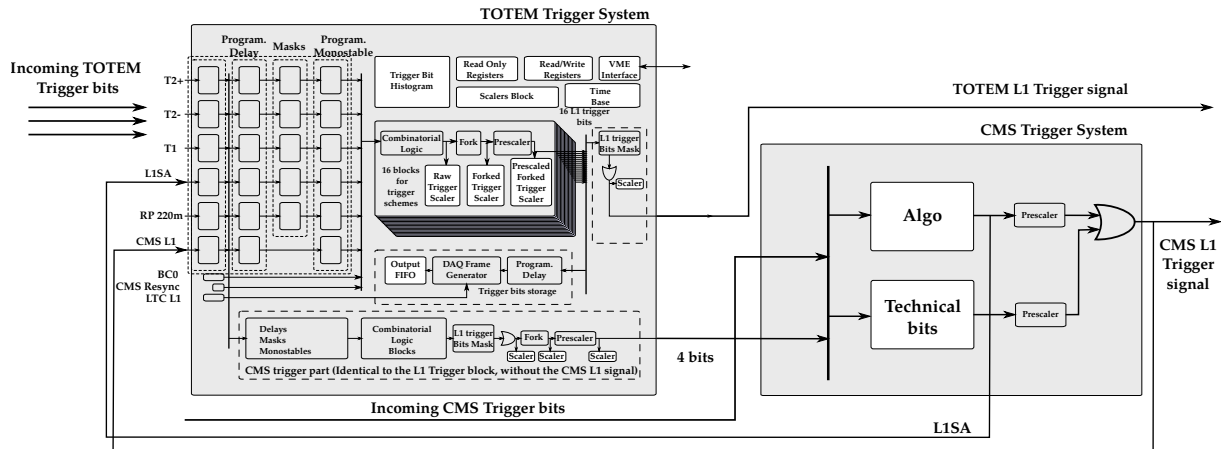 TOTEM Trigger System
Program.
Delay
Masks
Program.
Monostable
Incoming TOTEM
Trigger bits
T2+
T2-
T1
L1SA
RP 220m
CMS L1
BC0
CMS Resync
LTC L1
Trigger Bit
Histogram
Read Only
Registers
Read/Write
Registers
VME
Interface
Scalers Block
Time
Base
16 L1 trigger
bits
Combinatorial
Logic
Fork
Prescaler
16 blocks
for
trigger
schemes
Raw
Trigger
Scaler
Forked
Trigger
Scaler
Prescaled
Forked
Trigger
Scaler
L1 trigger
Bits Mask
Scaler
Output
FIFO
DAQ Frame
Generator
Program.
Delay
Trigger bits storage
Delays
Masks
Monostables
Combinatorial
Logic
Blocks
L1 trigger
Bits Mask
Fork
Prescaler
Scaler
Scaler
Scaler
CMS trigger part (Identical to the L1 Trigger block, without the CMS L1 signal)
TOTEM L1 Trigger signal
CMS Trigger System
Algo
Prescaler
Technical
bits
Prescaler
CMS L1
Trigger
signal
4 bits
Incoming CMS Trigger bits
L1SA